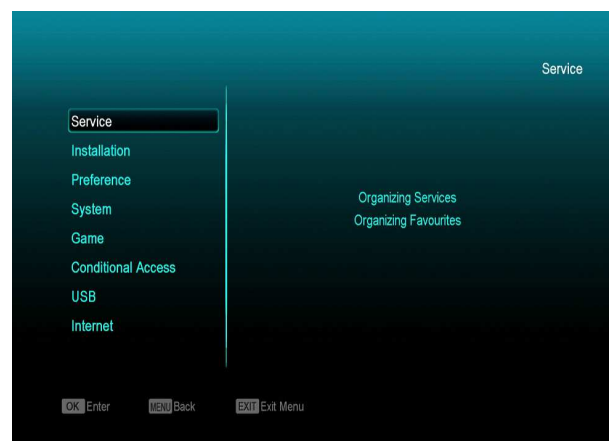 Service
Service
Installation
Preference
System
Game
Conditional Access
USB
Internet
Organizing Services
Organizing Favourites
OK Enter MENU Back EXIT Exit Menu